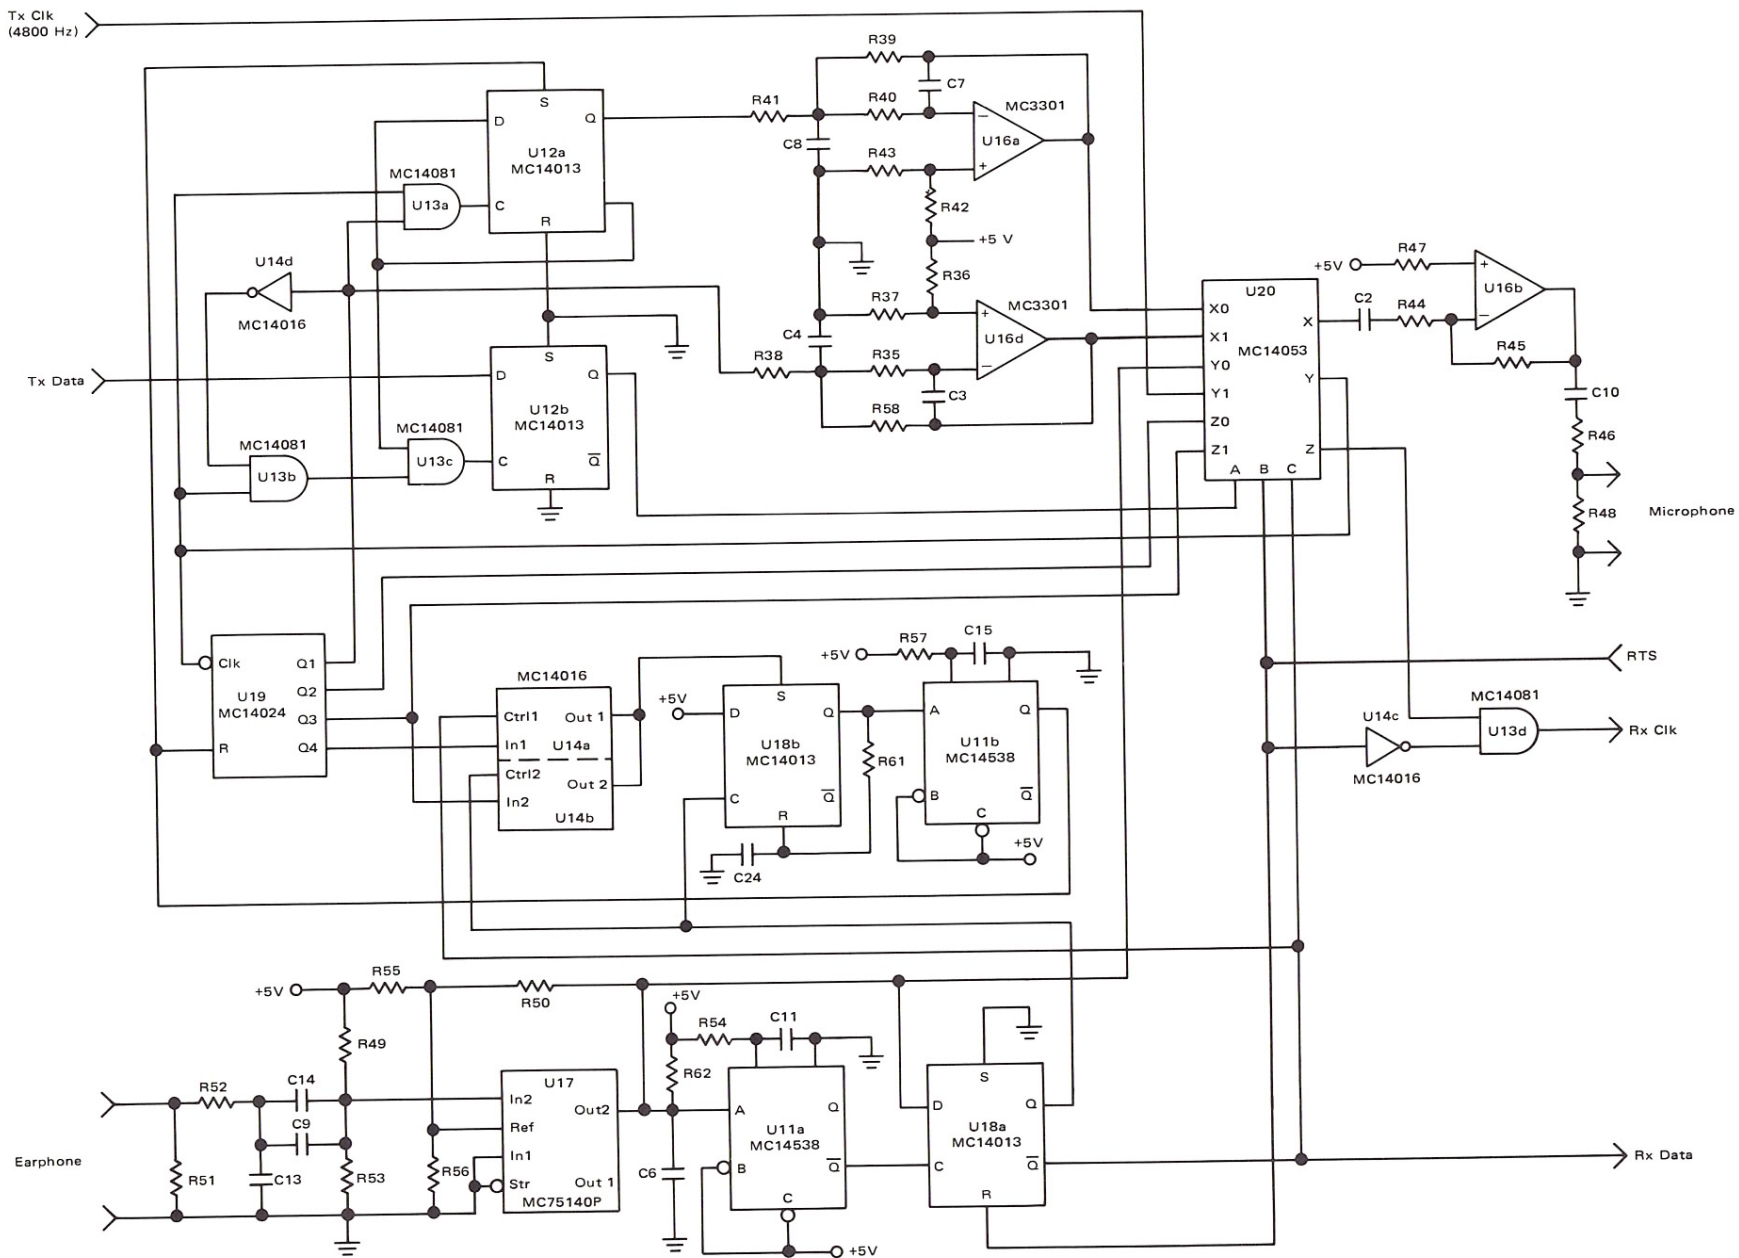 Tx Clk
(4800 Hz)
R39
C7
R41
R40
MC3301
U16a
−
+
C8
R43
R42
+5 V
R36
S
D
Q
U12a
MC14013
C
R
MC14081
U13a
U14d
MC14016
R37
MC3301
U16d
+
−
C4
R38
R35
C3
R58
Tx Data
S
D
Q
U12b
MC14013
C
Q̅
R
MC14081
U13c
MC14081
U13b
U20
MC14053
X0
X1
Y0
Y1
Z0
Z1
X
Y
Z
A
B
C
+5V
R47
C2
R44
+
−
U16b
R45
C10
R46
R48
Microphone
Clk
Q1
U19
MC14024
Q2
Q3
R
Q4
MC14016
Ctrl1
Out 1
In1
U14a
Ctrl2
Out 2
In2
U14b
+5V
S
D
Q
U18b
MC14013
C
Q̅
R
C24
R61
+5V
R57
C15
A
Q
U11b
MC14538
B
Q̅
C
+5V
RTS
U14c
MC14016
MC14081
U13d
Rx Clk
+5V
R55
R50
R49
+5V
R54
C11
R62
R52
C14
C9
R51
C13
R53
R56
Earphone
U17
In2
Out2
Ref
In1
Str
Out 1
MC75140P
C6
A
Q
U11a
MC14538
B
Q̅
C
+5V
S
D
Q
U18a
MC14013
C
Q̅
R
Rx Data